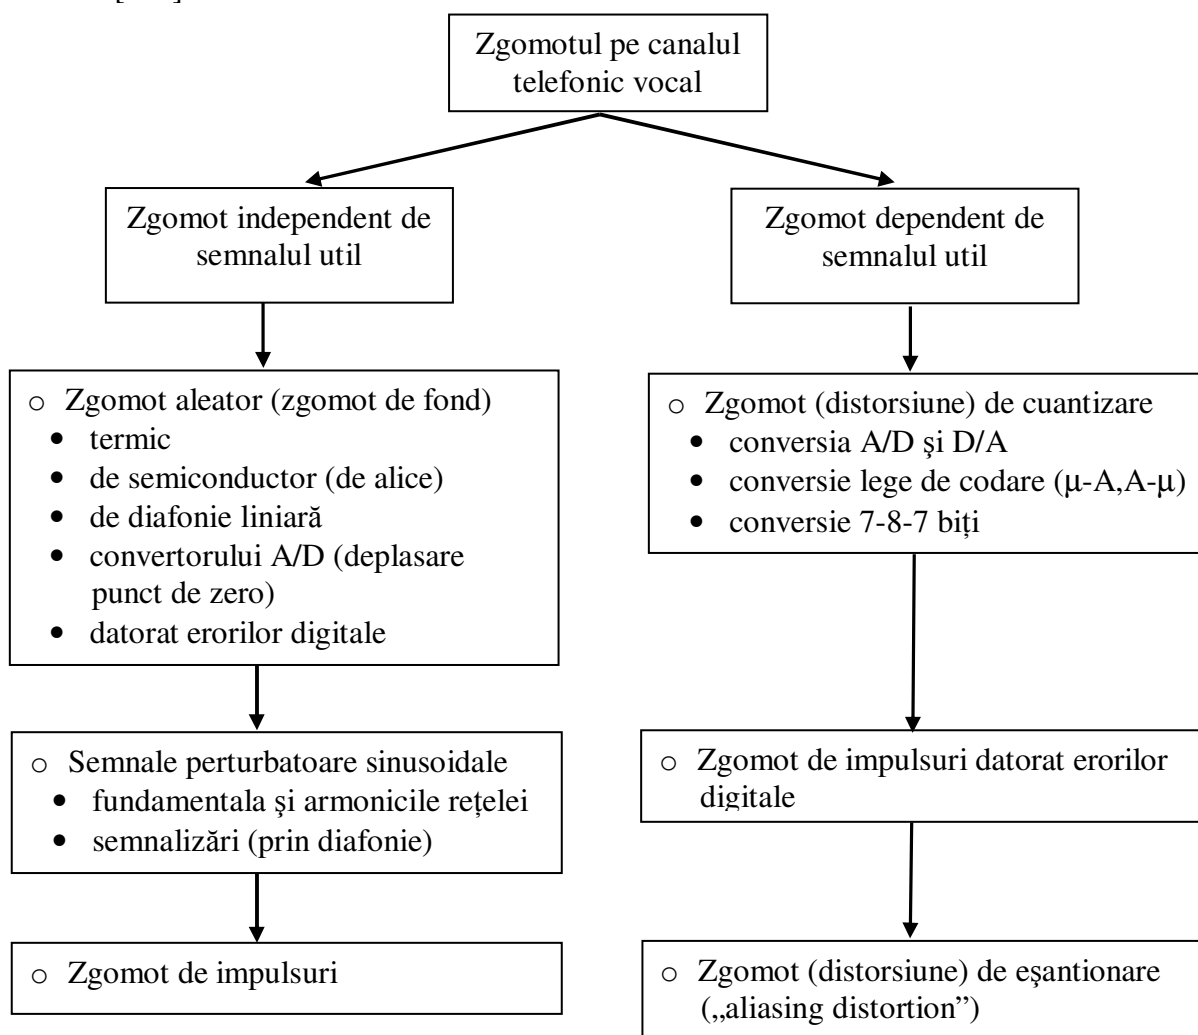 Zgomotul pe canalul
telefonic vocal
Zgomot independent de
semnalul util
Zgomot dependent de
semnalul util
o Zgomot aleator (zgomot de fond)
• termic
• de semiconductor (de alice)
• de diafonie liniară
• convertorului A/D (deplasare
punct de zero)
• datorat erorilor digitale
o Zgomot (distorsiune) de cuantizare
• conversia A/D şi D/A
• conversie lege de codare (μ-A,A-μ)
• conversie 7-8-7 biți
o Semnale perturbatoare sinusoidale
• fundamentala şi armonicile rețelei
• semnalizări (prin diafonie)
o Zgomot de impulsuri datorat erorilor
digitale
o Zgomot de impulsuri
o Zgomot (distorsiune) de eşantionare
(„aliasing distortion”)